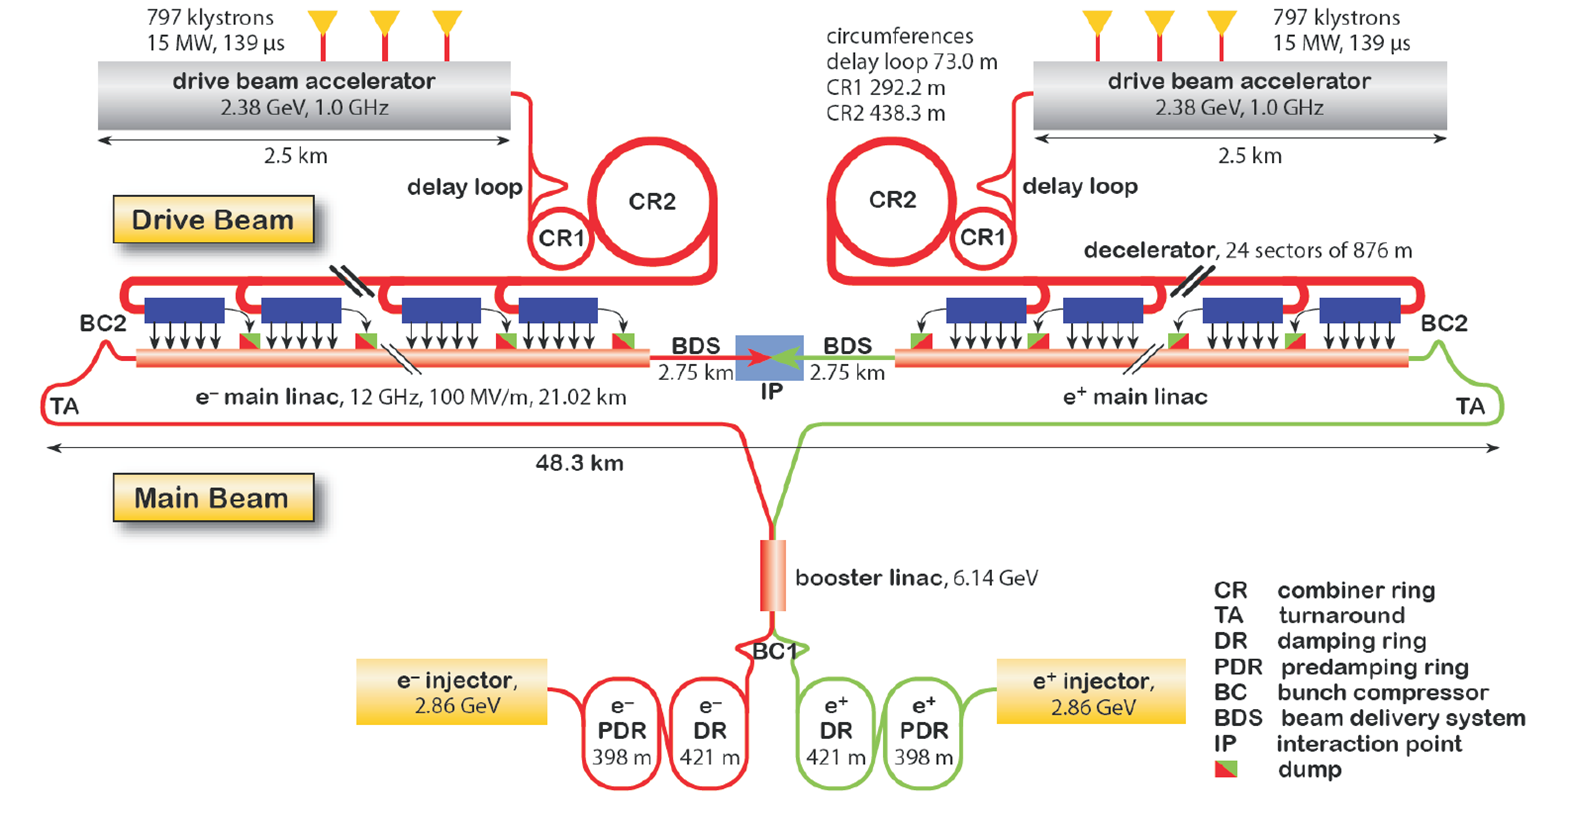 797 klystrons
15 MW, 139 µs
drive beam accelerator
2.38 GeV, 1.0 GHz
2.5 km
circumferences
delay loop 73.0 m
CR1 292.2 m
CR2 438.3 m
797 klystrons
15 MW, 139 µs
drive beam accelerator
2.38 GeV, 1.0 GHz
2.5 km
delay loop
CR2
CR1
CR2
CR1
delay loop
Drive Beam
decelerator, 24 sectors of 876 m
BC2
BC2
BDS
2.75 km
IP
BDS
2.75 km
TA
e⁻ main linac, 12 GHz, 100 MV/m, 21.02 km
e⁺ main linac
TA
48.3 km
Main Beam
booster linac, 6.14 GeV
BC1
e⁻ injector,
2.86 GeV
e⁻
PDR
398 m
e⁻
DR
421 m
e⁺
DR
421 m
e⁺
PDR
398 m
e⁺ injector,
2.86 GeV
CR combiner ring
TA turnaround
DR damping ring
PDR predamping ring
BC bunch compressor
BDS beam delivery system
IP interaction point
dump